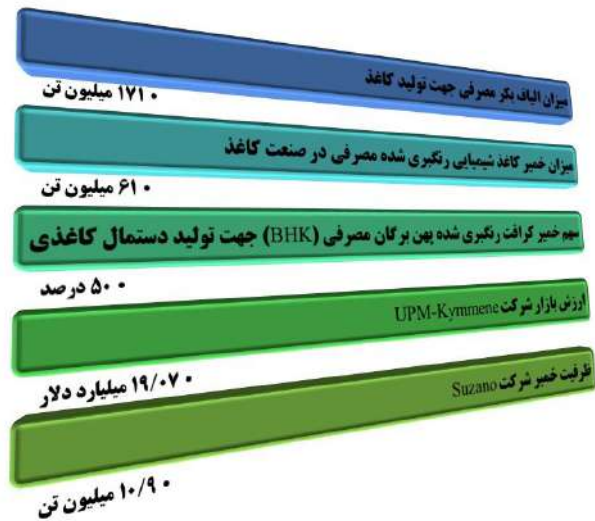 میزان الیاف بکر مصرفی جهت تولید کاغذ
• ۱۷۱ میلیون تن
میزان خمیر کاغذ شیمیایی رنگبری شده مصرفی در صنعت کاغذ
• ۶۱ میلیون تن
سهم خمیر کرافت رنگبری شده پهن برگان مصرفی (BHK) جهت تولید دستمال کاغذی
• ۵۰ درصد
ارزش بازار شرکت UPM-Kymmene
• ۱۹/۰۷ میلیارد دلار
ظرفیت خمیر شرکت Suzano
• ۱۰/۹ میلیون تن